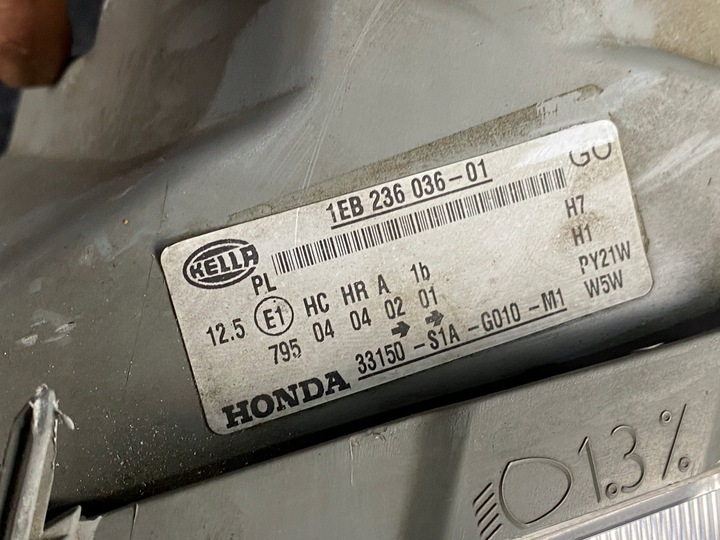 1EB 236 036-01
GO
HELLA
PL
H7
H1
PY21W
W5W
12.5 E1 HC HR A 1b
795 04 04 02 01
33150-S1A-G010-M1
HONDA
01.3%